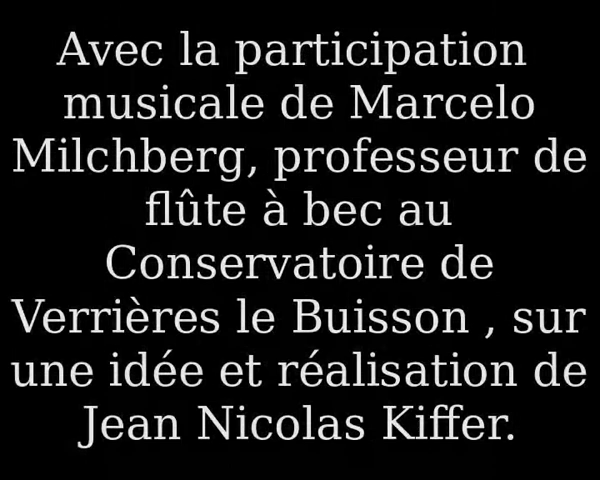 Avec la participation
musicale de Marcelo
Milchberg, professeur de
flûte à bec au
Conservatoire de
Verrières le Buisson , sur
une idée et réalisation de
Jean Nicolas Kiffer.